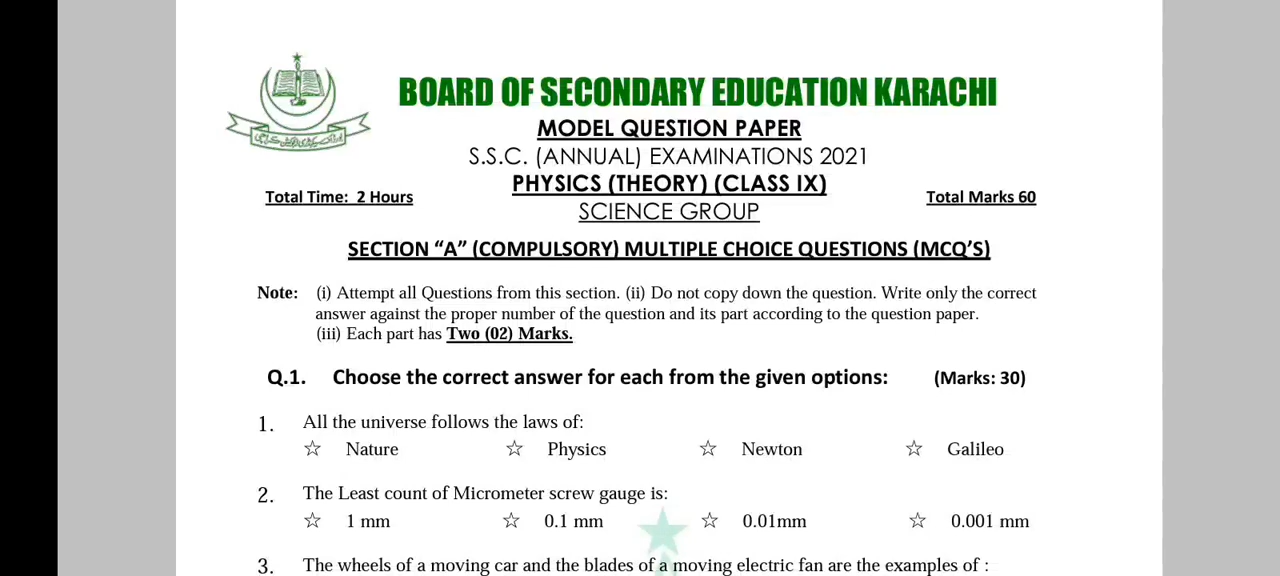 BOARD OF SECONDARY EDUCATION KARACHI
MODEL QUESTION PAPER
S.S.C. (ANNUAL) EXAMINATIONS 2021
PHYSICS (THEORY) (CLASS IX)
Total Time: 2 Hours
Total Marks 60
SCIENCE GROUP
SECTION “A” (COMPULSORY) MULTIPLE CHOICE QUESTIONS (MCQ’S)
Note: (i) Attempt all Questions from this section. (ii) Do not copy down the question. Write only the correct
answer against the proper number of the question and its part according to the question paper.
(iii) Each part has Two (02) Marks.
Q.1. Choose the correct answer for each from the given options: (Marks: 30)
1. All the universe follows the laws of:
☆ Nature ☆ Physics ☆ Newton ☆ Galileo
2. The Least count of Micrometer screw gauge is:
☆ 1 mm ☆ 0.1 mm ☆ 0.01mm ☆ 0.001 mm
3. The wheels of a moving car and the blades of a moving electric fan are the examples of :